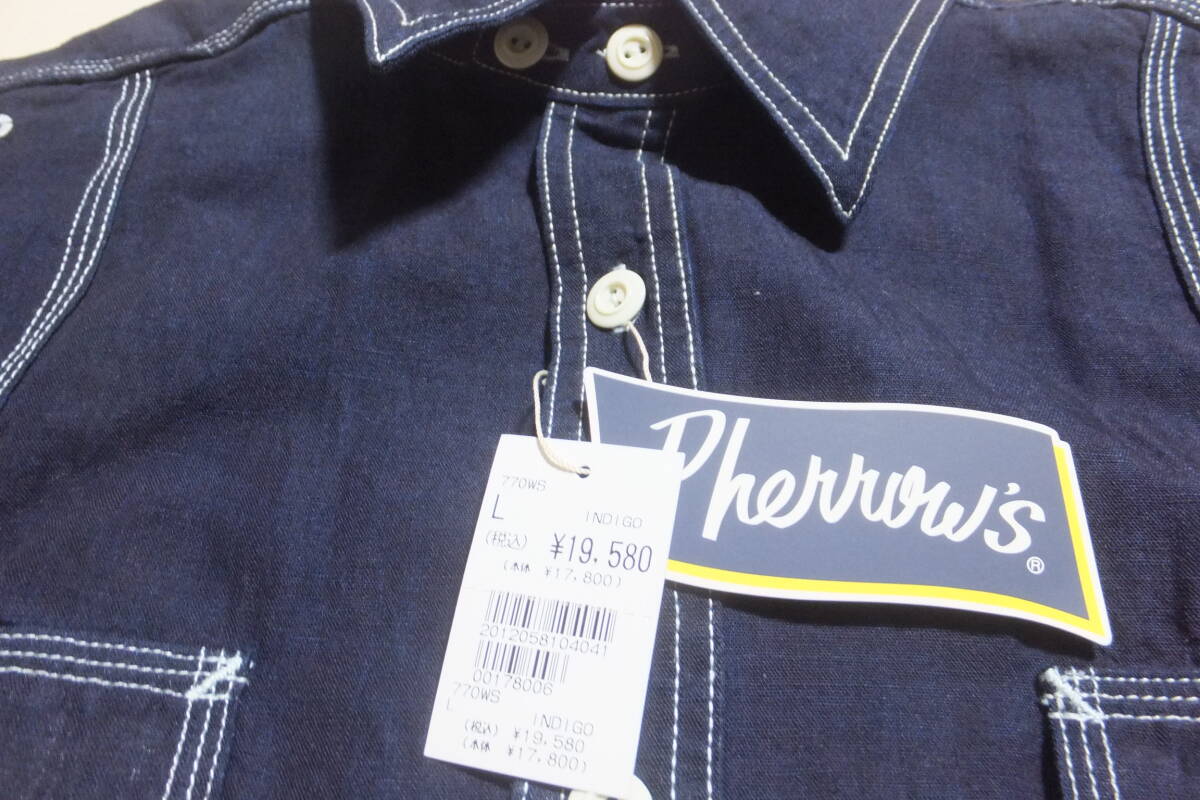 Pherrow's
®
770WS
L INDIGO
(税込) ¥19,580
(本体 ¥17,800)
2012058104041
00178006
770WS
L INDIGO
(税込) ¥19,580
(本体 ¥17,800)